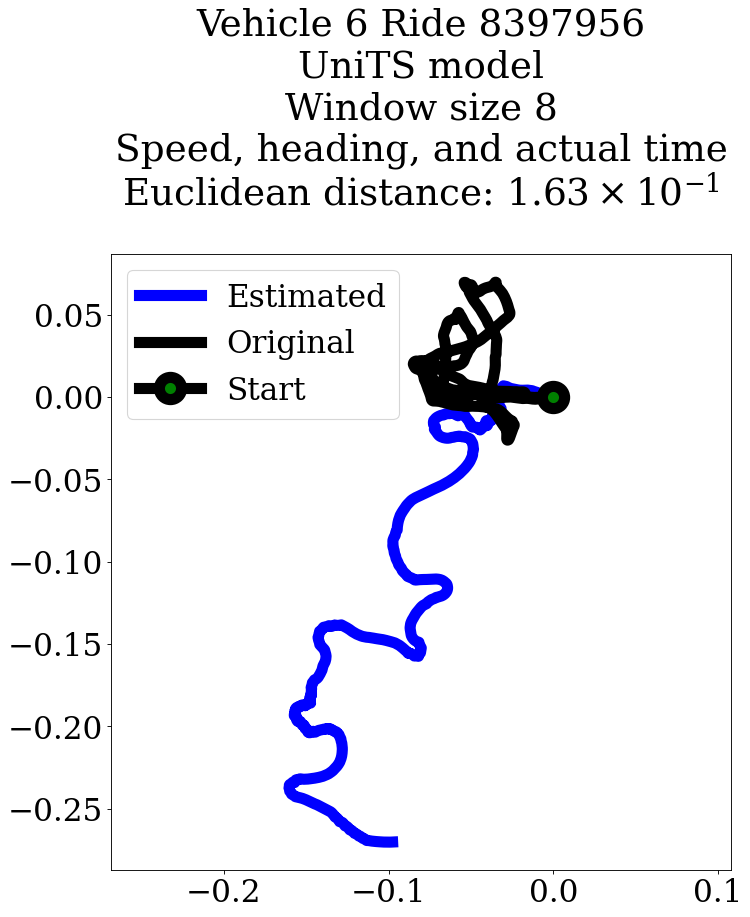 Vehicle 6 Ride 8397956
UniTS model
Window size 8
Speed, heading, and actual time
Euclidean distance: 1.63 × 10⁻¹
Estimated
Original
Start
0.05
0.00
−0.05
−0.10
−0.15
−0.20
−0.25
−0.2
−0.1
0.0
0.1